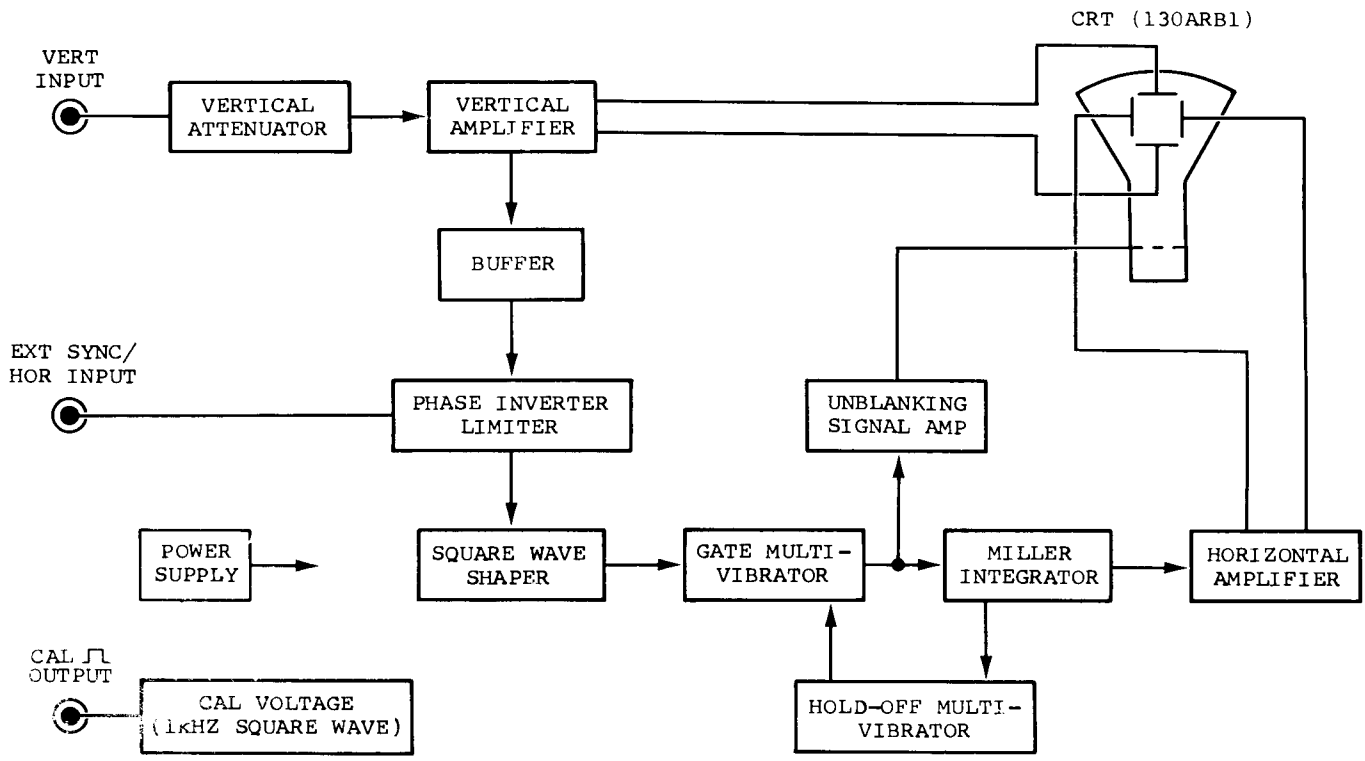 CRT (130ARB1)
VERT
INPUT
VERTICAL
ATTENUATOR
VERTICAL
AMPLIFIER
BUFFER
EXT SYNC/
HOR INPUT
PHASE INVERTER
LIMITER
UNBLANKING
SIGNAL AMP
POWER
SUPPLY
SQUARE WAVE
SHAPER
GATE MULTI-
VIBRATOR
MILLER
INTEGRATOR
HORIZONTAL
AMPLIFIER
CAL
OUTPUT
CAL VOLTAGE
(1kHZ SQUARE WAVE)
HOLD-OFF MULTI-
VIBRATOR